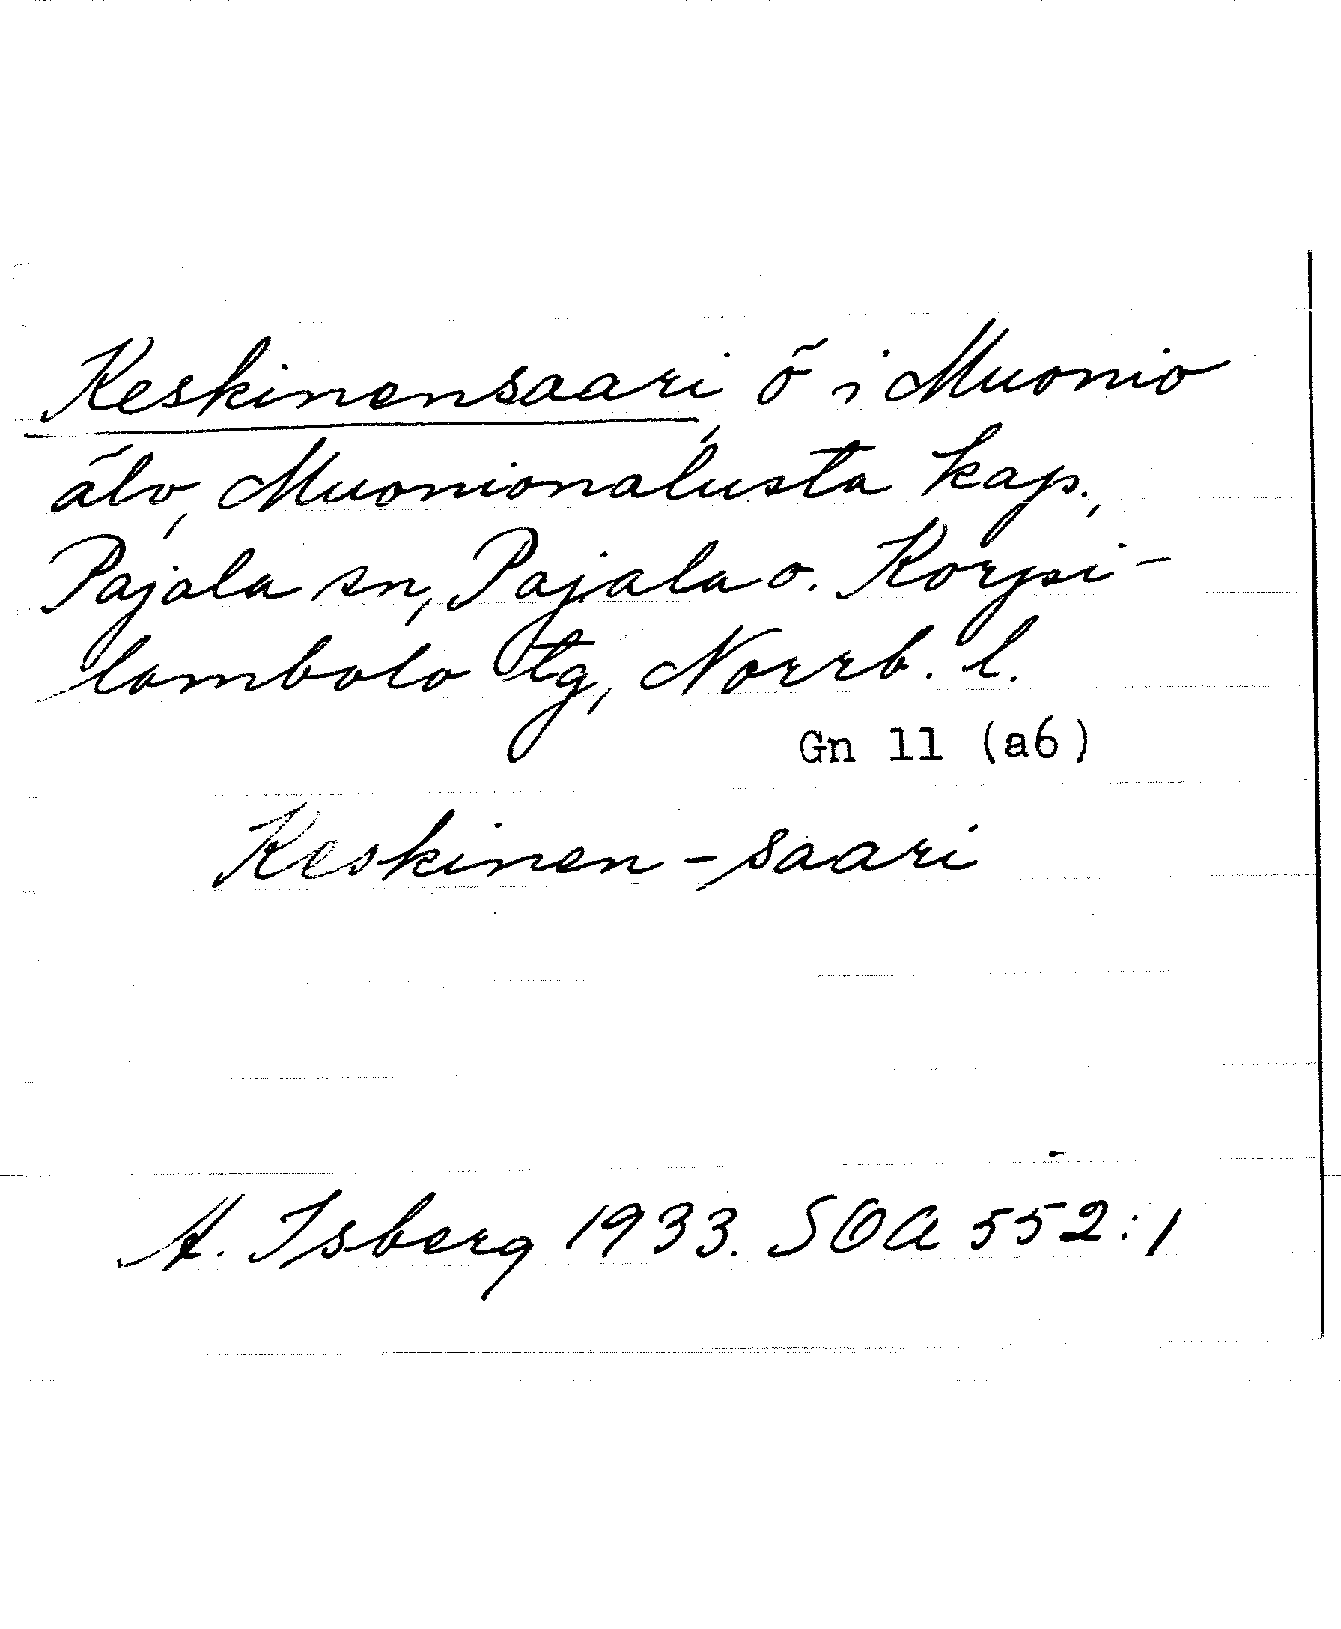 Keskinensaari, ö i Muonio
älv, Muonionalusta kap.,
Pajala sn, Pajala o. Korpi-
lombolo tg, Norrb. l.
Gn 11 (a6)
Keskinen-saari
A. Isberg 1933. SOA 552:1